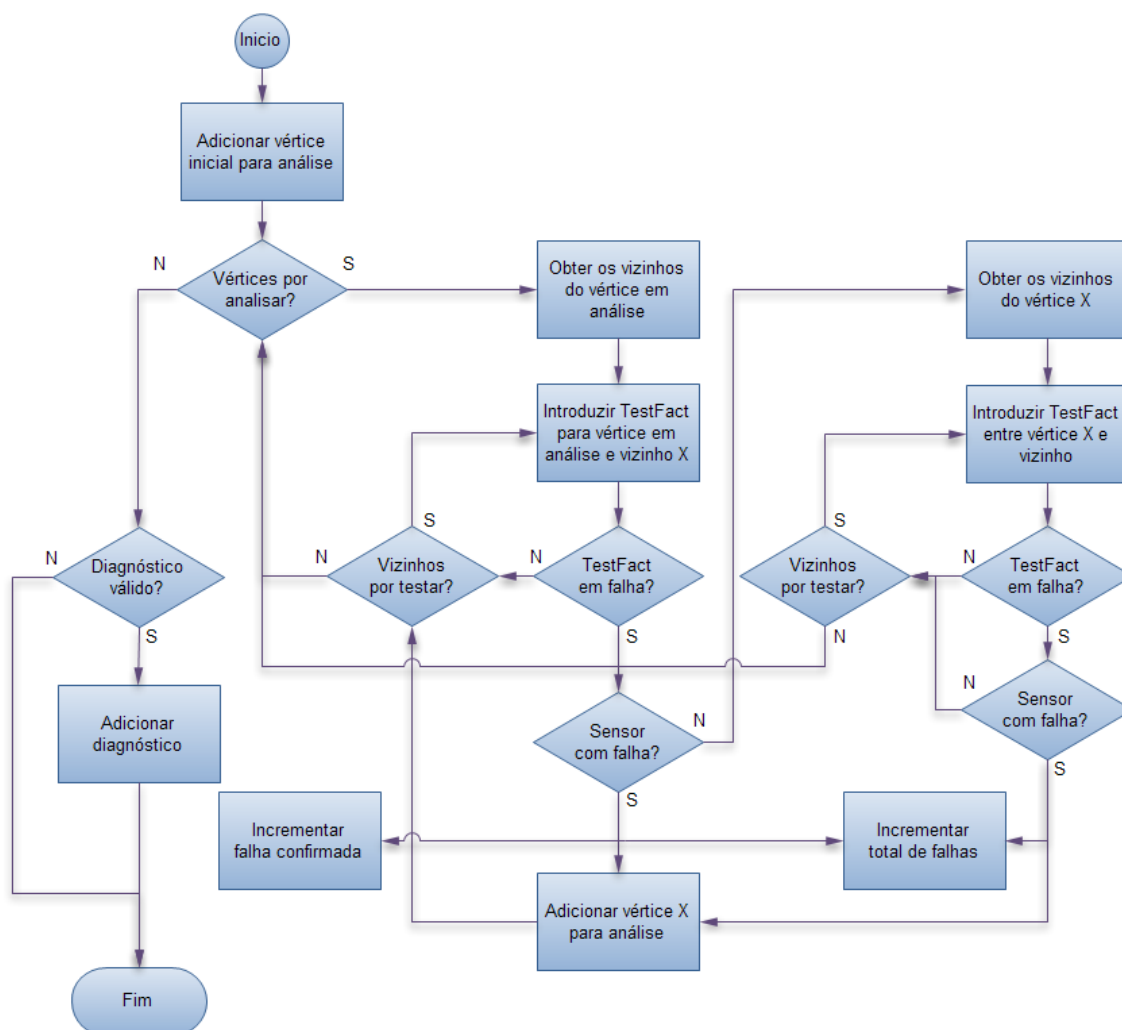 Inicio
Adicionar vértice
inicial para análise
N
S
Vértices por
analisar?
Obter os vizinhos
do vértice em
análise
Obter os vizinhos
do vértice X
Introduzir TestFact
para vértice em
análise e vizinho X
Introduzir TestFact
entre vértice X e
vizinho
S
S
N
Diagnóstico
válido?
S
N
Vizinhos
por testar?
N
TestFact
em falha?
S
Vizinhos
por testar?
N
N
TestFact
em falha?
S
Adicionar
diagnóstico
Sensor
com falha?
N
S
N
Sensor
com falha?
S
Incrementar
falha confirmada
Incrementar
total de falhas
Adicionar vértice X
para análise
Fim